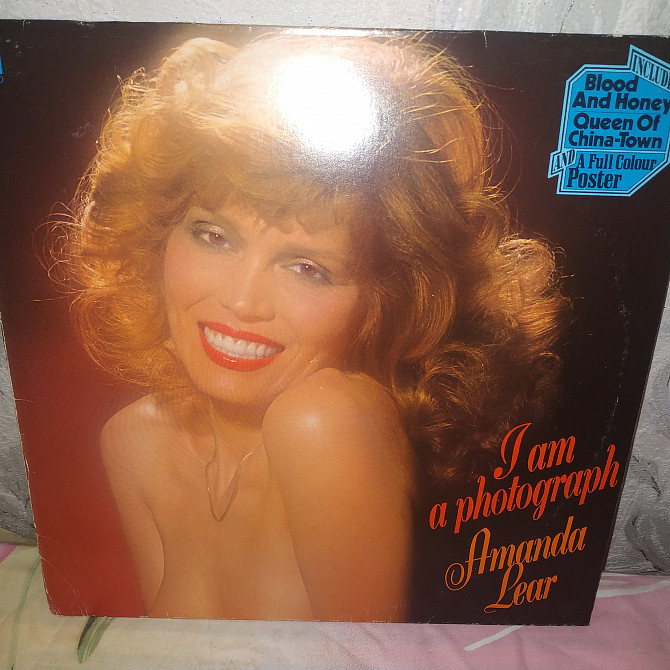 INCLUDES
Blood
And Honey
Queen Of
China-Town
AND A Full Colour
Poster
I am
a photograph
Amanda
Lear